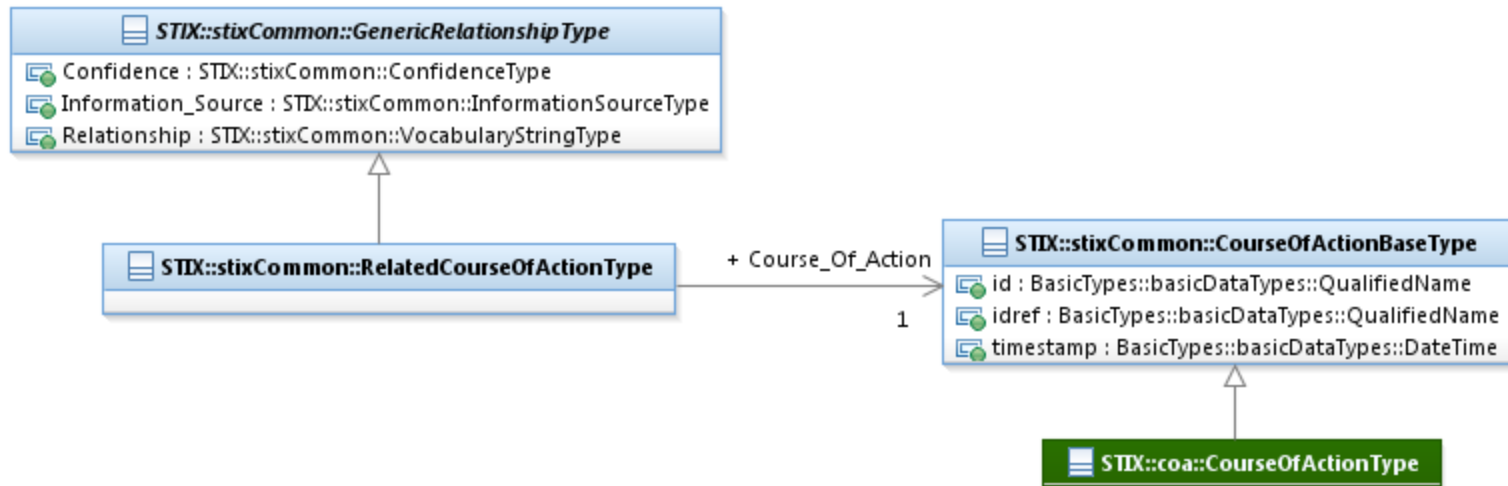 STIX::stixCommon::GenericRelationshipType
Confidence : STIX::stixCommon::ConfidenceType
Information_Source : STIX::stixCommon::InformationSourceType
Relationship : STIX::stixCommon::VocabularyStringType
STIX::stixCommon::RelatedCourseOfActionType
+ Course_Of_Action
1
STIX::stixCommon::CourseOfActionBaseType
id : BasicTypes::basicDataTypes::QualifiedName
idref : BasicTypes::basicDataTypes::QualifiedName
timestamp : BasicTypes::basicDataTypes::DateTime
STIX::coa::CourseOfActionType